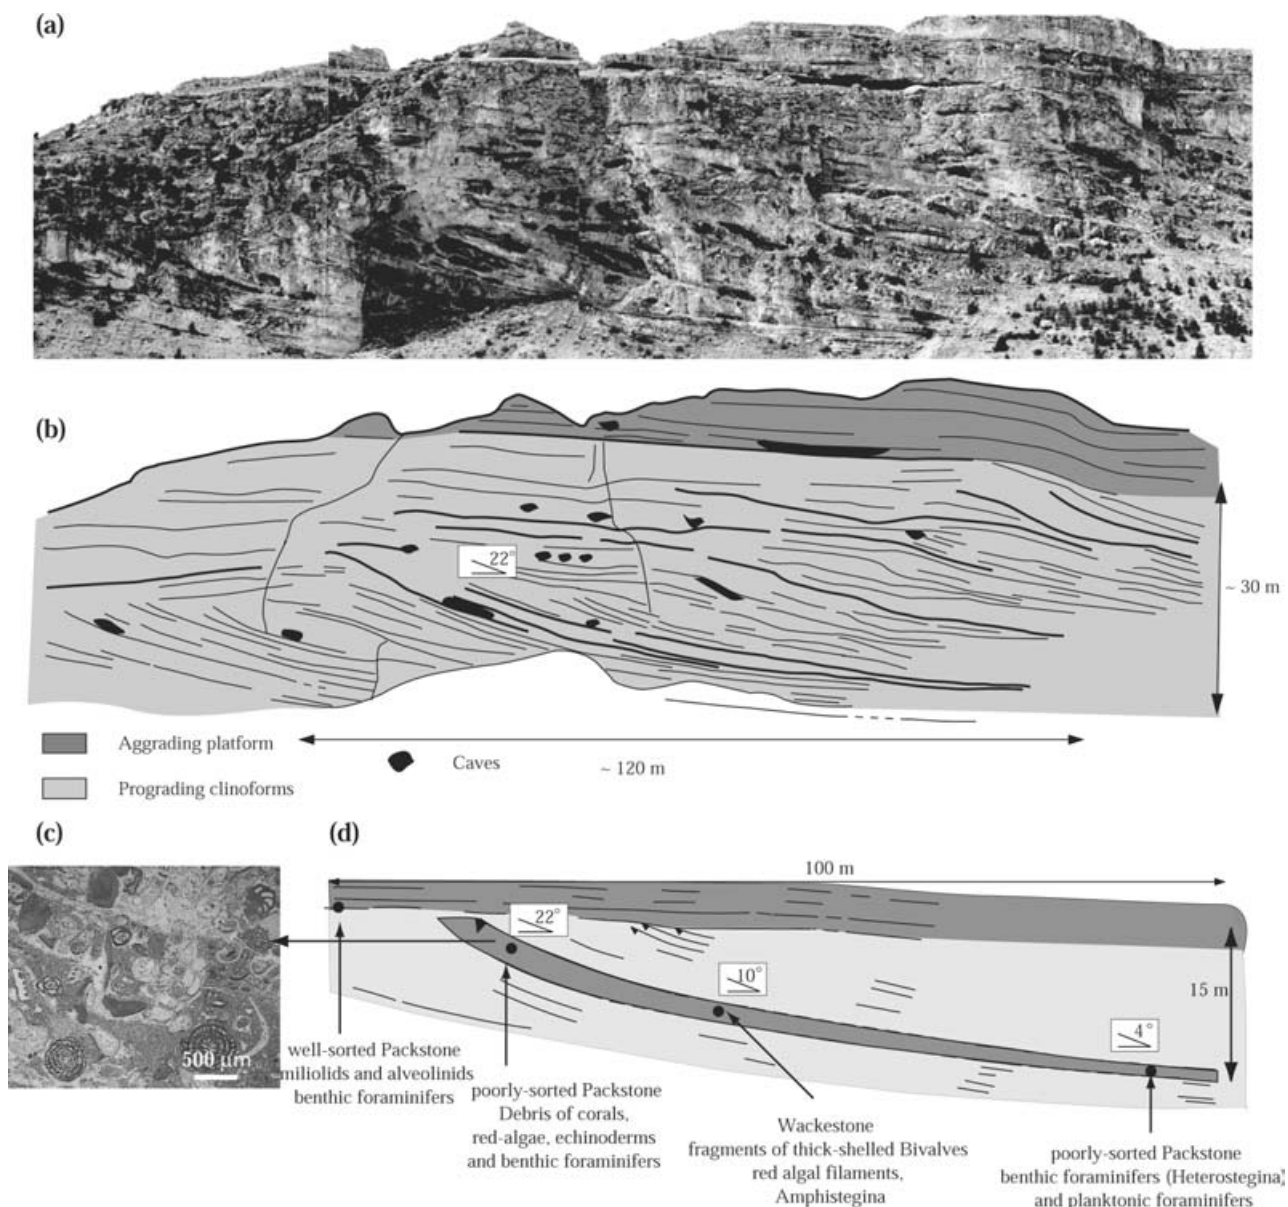 (a)
(b)
22°
~ 30 m
Aggrading platform
Caves
~ 120 m
Prograding clinoforms
(c)
(d)
100 m
22°
10°
15 m
4°
500 µm
well-sorted Packstone
miliolids and alveolinids
benthic foraminifers
poorly-sorted Packstone
Debris of corals,
red-algae, echinoderms
and benthic foraminifers
Wackestone
fragments of thick-shelled Bivalves
red algal filaments,
Amphistegina
poorly-sorted Packstone
benthic foraminifers (Heterostegina)
and planktonic foraminifers